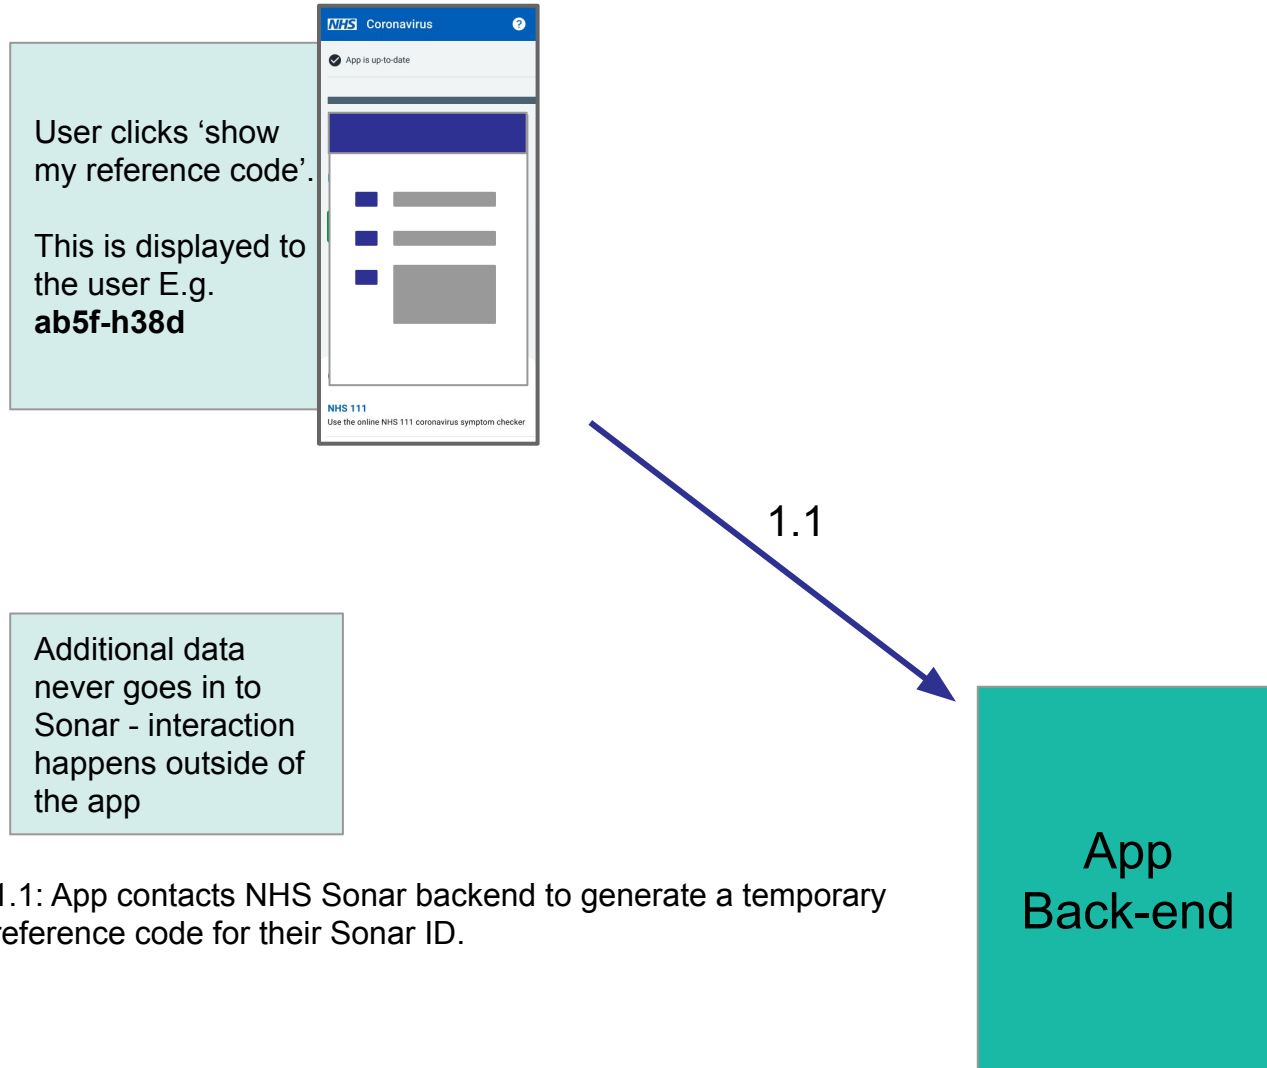 NHS Coronavirus ?
App is up-to-date
User clicks ‘show
my reference code’.
This is displayed to
the user E.g.
ab5f-h38d
NHS 111
Use the online NHS 111 coronavirus symptom checker
1.1
Additional data
never goes in to
Sonar - interaction
happens outside of
the app
App
Back-end
1.1: App contacts NHS Sonar backend to generate a temporary
reference code for their Sonar ID.